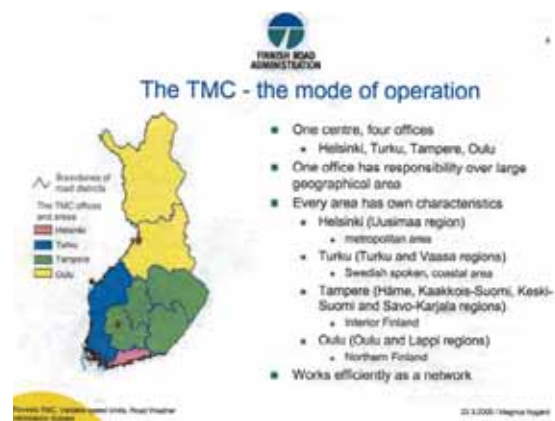 FINNISH ROAD
ADMINISTRATION
The TMC - the mode of operation
One centre, four offices
Helsinki, Turku, Tampere, Oulu
One office has responsibility over large
geographical area
Every area has own characteristics
Helsinki (Uusimaa region)
metropolitan area
Turku (Turku and Vaasa regions)
Swedish spoken, coastal area
Tampere (Häme, Kaakkois-Suomi, Keski-
Suomi and Savo-Karjala regions)
Interior Finland
Oulu (Oulu and Lappi regions)
Northern Finland
Works efficiently as a network
Boundaries of
road districts
The TMC offices
and areas
Helsinki
Turku
Tampere
Oulu
TMC, Road Weather
/ Magnus